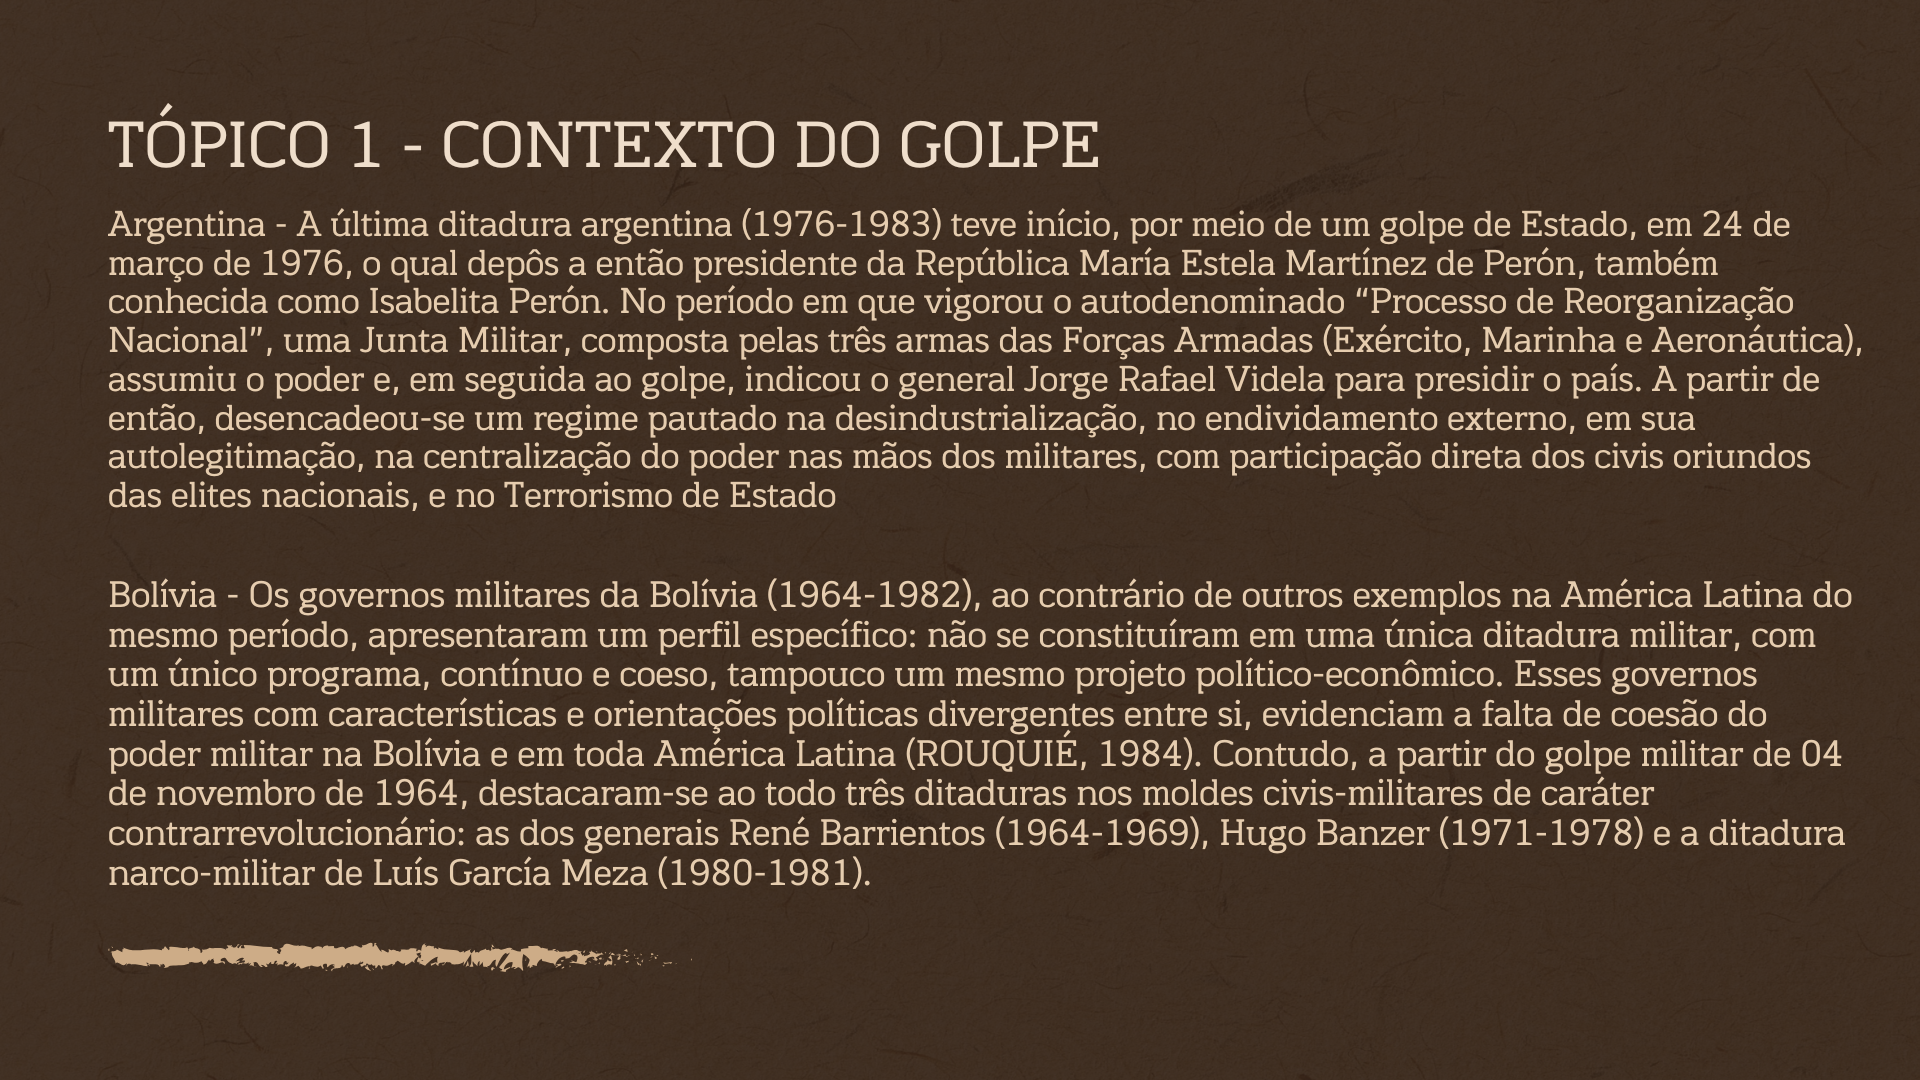 TÓPICO 1 - CONTEXTO DO GOLPE
Argentina - A última ditadura argentina (1976-1983) teve início, por meio de um golpe de Estado, em 24 de
março de 1976, o qual depôs a então presidente da República María Estela Martínez de Perón, também
conhecida como Isabelita Perón. No período em que vigorou o autodenominado “Processo de Reorganização
Nacional”, uma Junta Militar, composta pelas três armas das Forças Armadas (Exército, Marinha e Aeronáutica),
assumiu o poder e, em seguida ao golpe, indicou o general Jorge Rafael Videla para presidir o país. A partir de
então, desencadeou-se um regime pautado na desindustrialização, no endividamento externo, em sua
autolegitimação, na centralização do poder nas mãos dos militares, com participação direta dos civis oriundos
das elites nacionais, e no Terrorismo de Estado
Bolívia - Os governos militares da Bolívia (1964-1982), ao contrário de outros exemplos na América Latina do
mesmo período, apresentaram um perfil específico: não se constituíram em uma única ditadura militar, com
um único programa, contínuo e coeso, tampouco um mesmo projeto político-econômico. Esses governos
militares com características e orientações políticas divergentes entre si, evidenciam a falta de coesão do
poder militar na Bolívia e em toda América Latina (ROUQUIÉ, 1984). Contudo, a partir do golpe militar de 04
de novembro de 1964, destacaram-se ao todo três ditaduras nos moldes civis-militares de caráter
contrarrevolucionário: as dos generais René Barrientos (1964-1969), Hugo Banzer (1971-1978) e a ditadura
narco-militar de Luís García Meza (1980-1981).